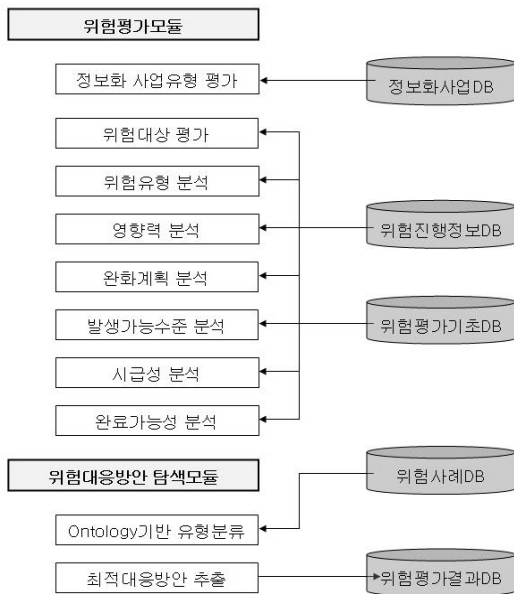 위험평가모듈
정보화 사업유형 평가
정보화사업DB
위험대상 평가
위험유형 분석
영향력 분석
위험진행정보DB
완화계획 분석
발생가능수준 분석
위험평가기초DB
시급성 분석
완료가능성 분석
위험대응방안 탐색모듈
위험사례DB
Ontology기반 유형분류
최적대응방안 추출
위험평가결과DB